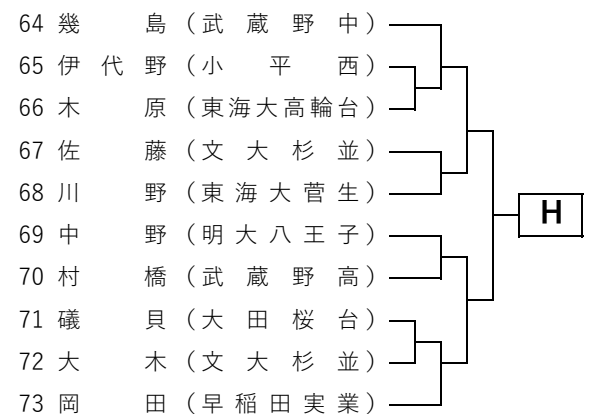 64 幾島（武蔵野中）
65 伊代野（小平西）
66 木原（東海大高輪台）
67 佐藤（文大杉並）
68 川野（東海大菅生）
H
69 中野（明大八王子）
70 村橋（武蔵野高）
71 礒貝（大田桜台）
72 大木（文大杉並）
73 岡田（早稲田実業）